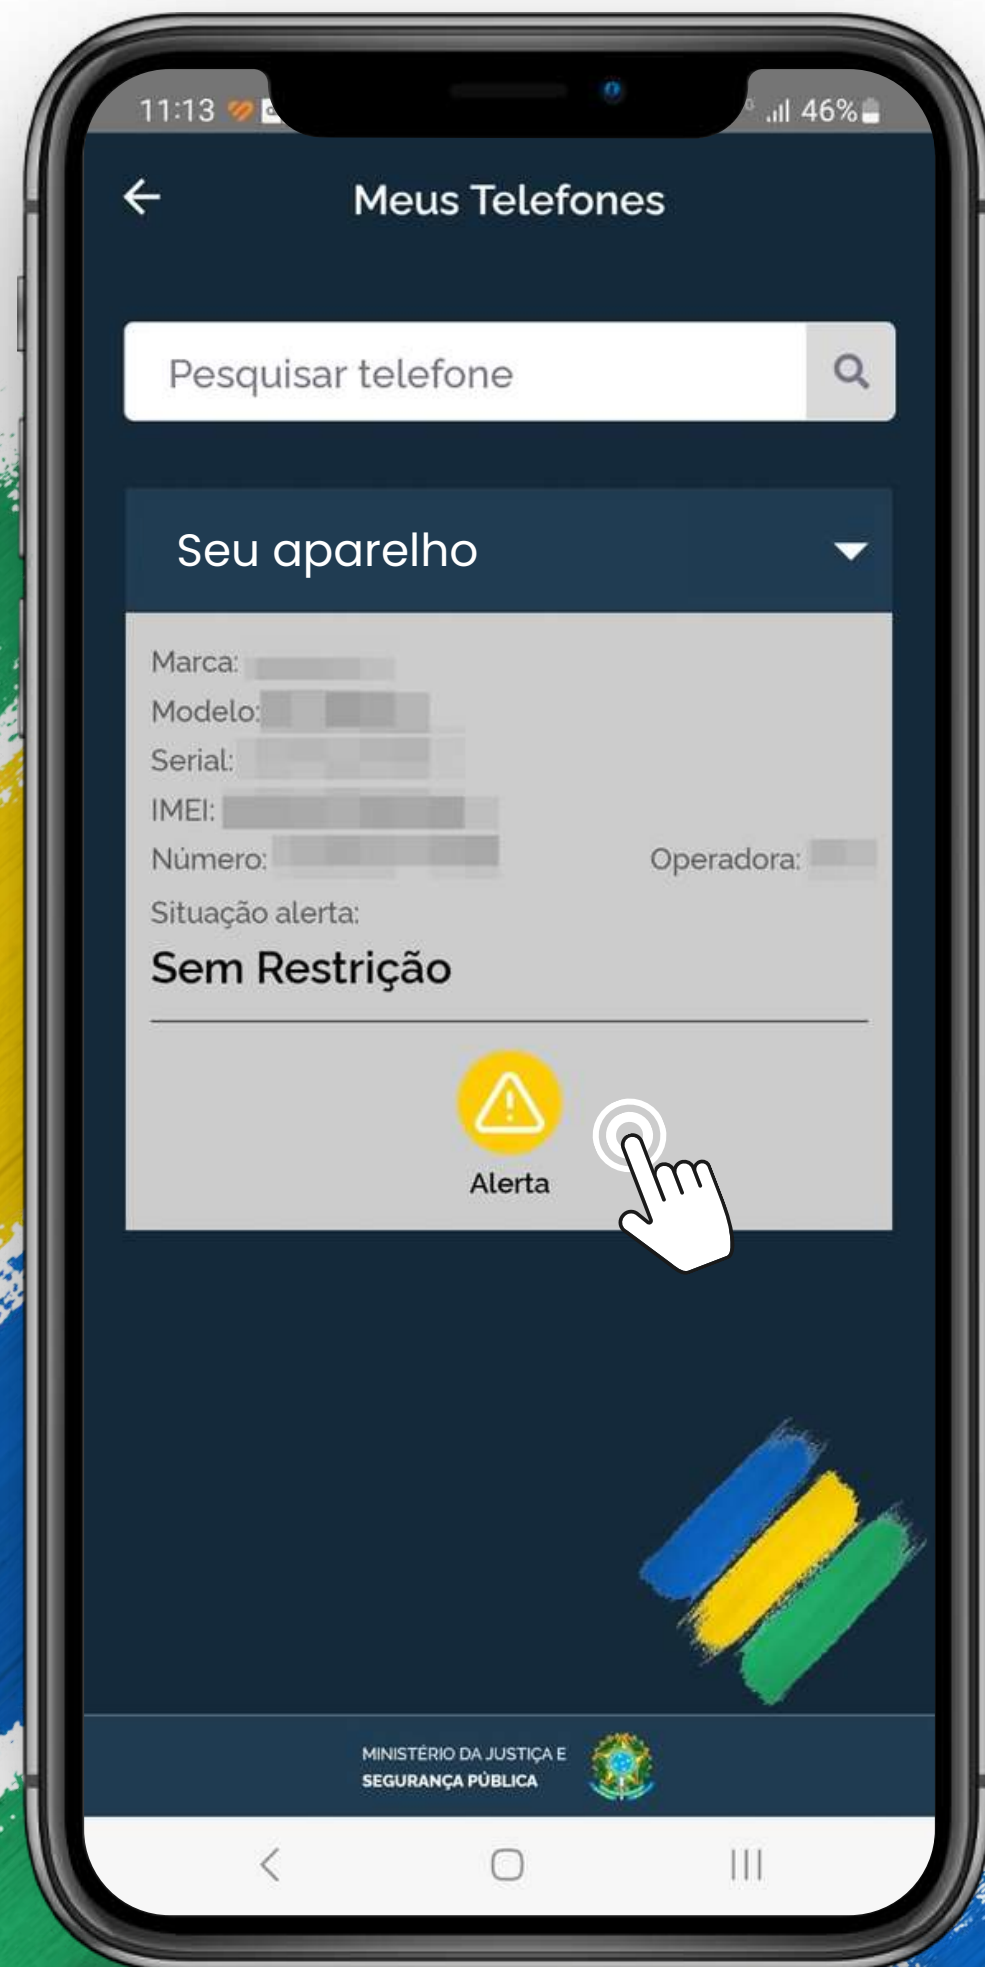 11:13
46%
Meus Telefones
Pesquisar telefone
Seu aparelho
Marca:
Modelo:
Serial:
IMEI:
Número:
Operadora:
Situação alerta:
Sem Restrição
Alerta
MINISTÉRIO DA JUSTIÇA E
SEGURANÇA PÚBLICA